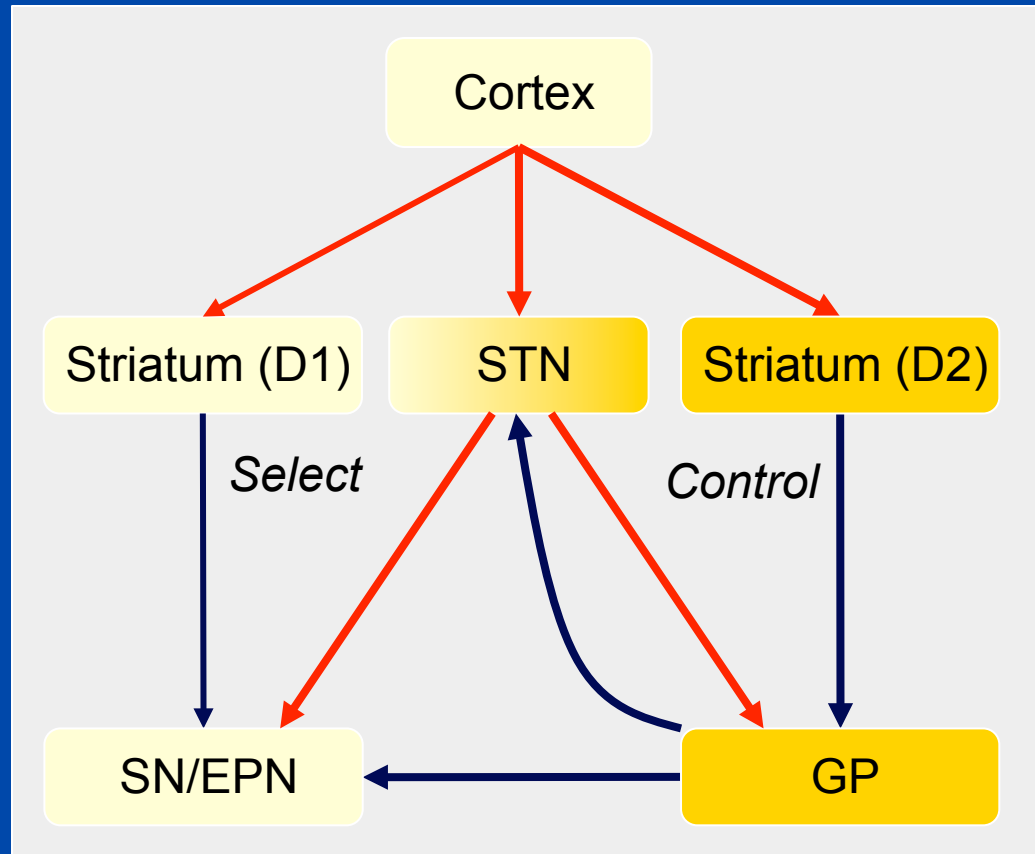 Cortex
Striatum (D1)
STN
Striatum (D2)
Select
Control
SN/EPN
GP